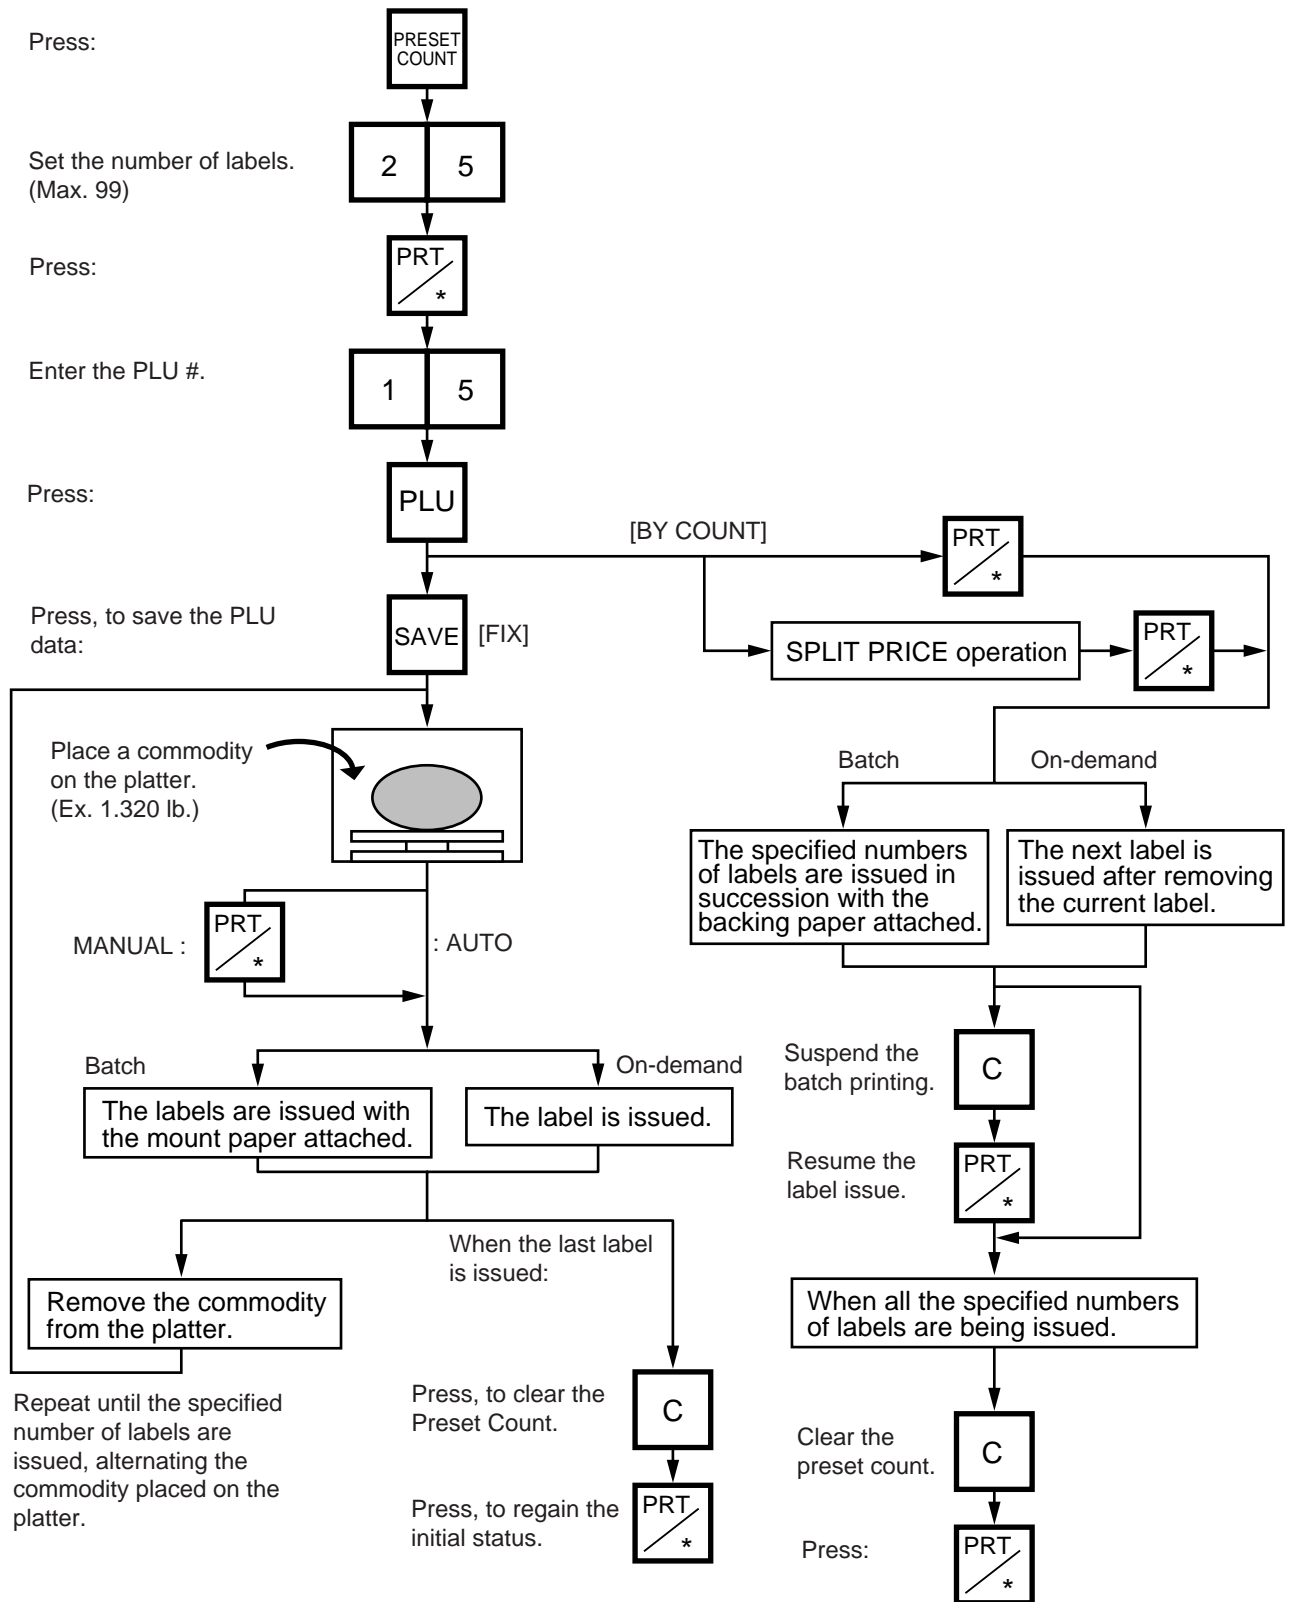 Press:
PRESET
COUNT
Set the number of labels.
(Max. 99)
2 5
Press:
PRT
*
Enter the PLU #.
1 5
Press:
PLU
[BY COUNT]
PRT
*
Press, to save the PLU
data:
SAVE
[FIX]
SPLIT PRICE operation
PRT
*
Place a commodity
on the platter.
(Ex. 1.320 lb.)
MANUAL :
PRT
*
: AUTO
Batch
The labels are issued with
the mount paper attached.
On-demand
The label is issued.
Remove the commodity
from the platter.
Repeat until the specified
number of labels are
issued, alternating the
commodity placed on the
platter.
When the last label
is issued:
Press, to clear the
Preset Count.
C
Press, to regain the
initial status.
PRT
*
Batch
The specified numbers
of labels are issued in
succession with the
backing paper attached.
On-demand
The next label is
issued after removing
the current label.
Suspend the
batch printing.
C
Resume the
label issue.
PRT
*
When all the specified numbers
of labels are being issued.
Clear the
preset count.
C
Press:
PRT
*